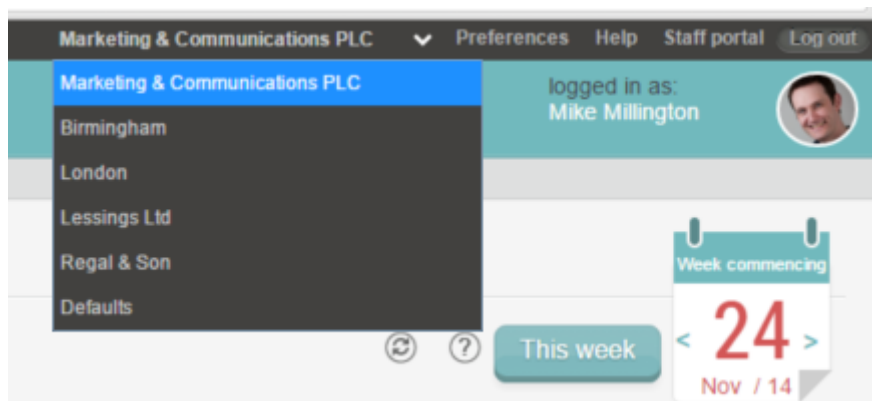 Marketing & Communications PLC Preferences Help Staff portal Log out
Marketing & Communications PLC
Birmingham
London
Lessings Ltd
Regal & Son
Defaults
logged in as:
Mike Millington
Week commencing
< 24 >
Nov / 14
? This week